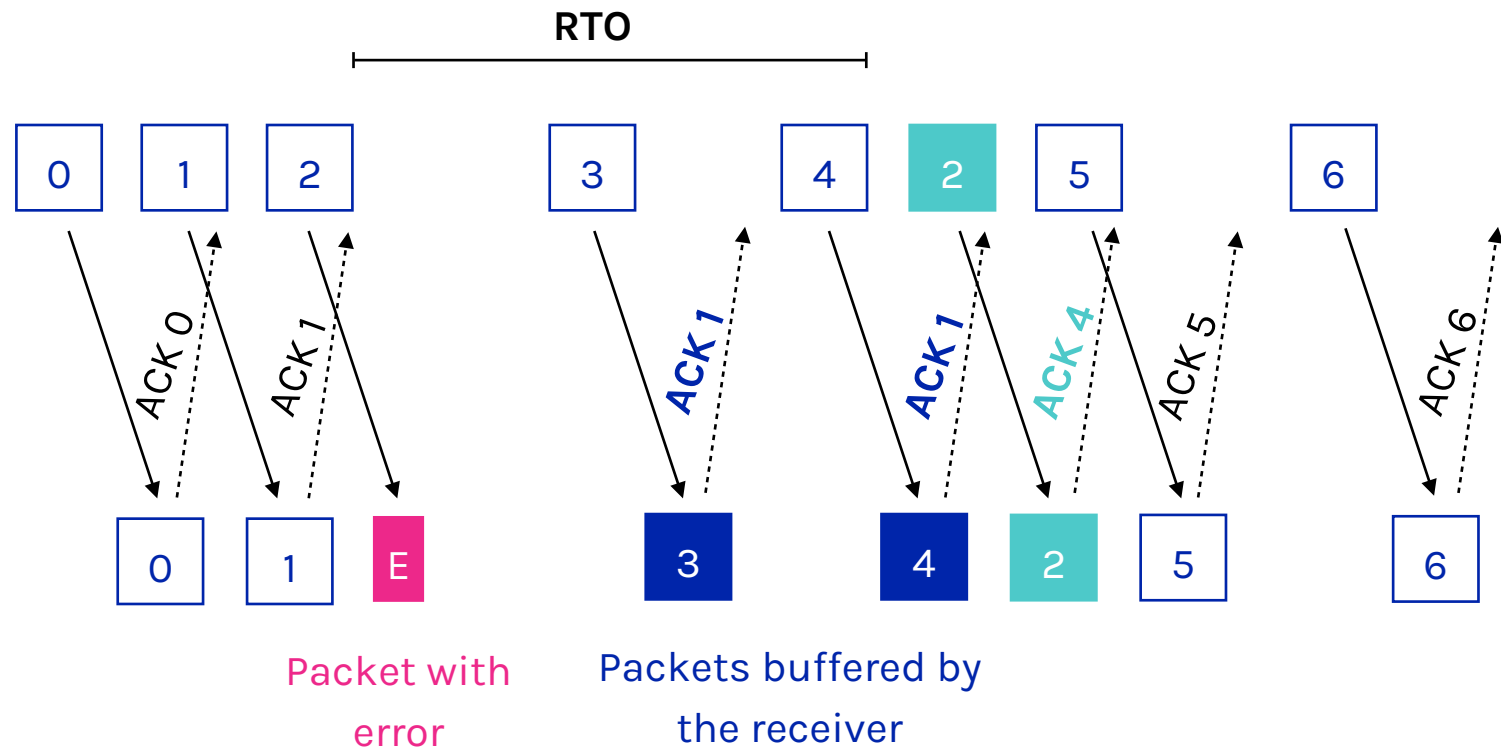 RTO
0 1 2 3 4 2 5 6
ACK 0 ACK 1 ACK 1 ACK 1 ACK 4 ACK 5 ACK 6
0 1 E 3 4 2 5 6
Packet with
error
Packets buffered by
the receiver